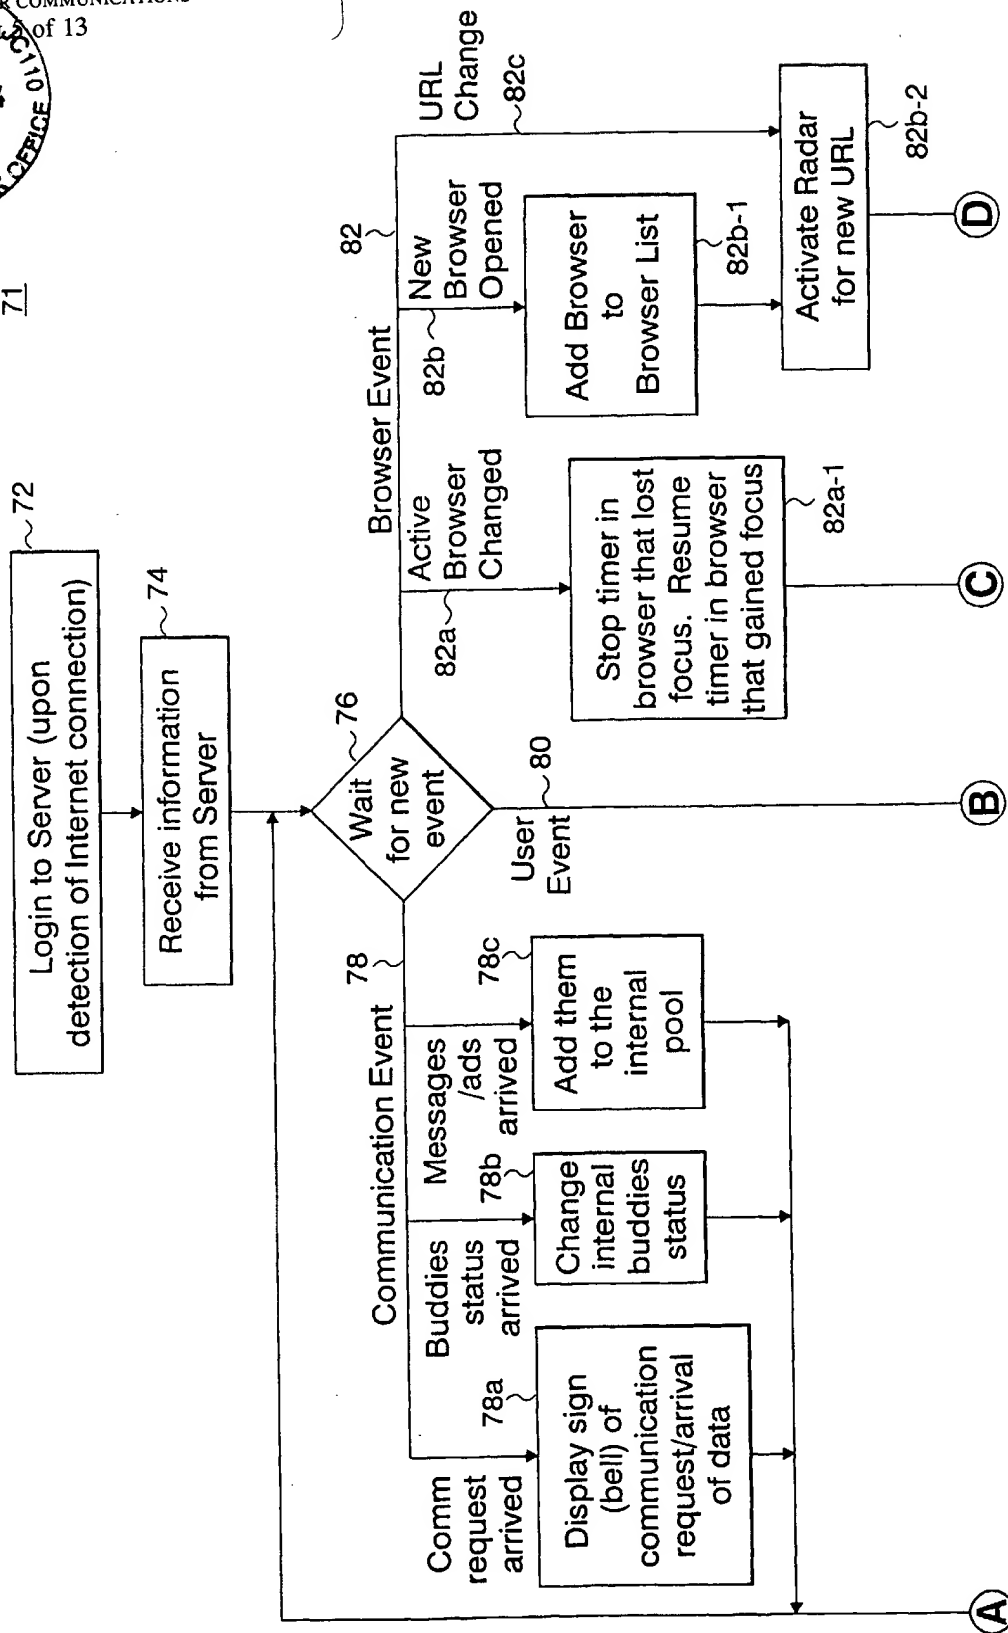 R COMMUNICATIONS
5 of 13
OFFICE
71
Login to Server (upon
detection of Internet connection)
72
Receive information
from Server
74
Wait
for new
event
76
Communication Event
78
Comm
request
arrived
78a
Display sign
(bell) of
communication
request/arrival
of data
Buddies
status
arrived
78b
Change
internal
buddies
status
Messages
/ads
arrived
78c
Add them
to the
internal
pool
User
Event
80
Browser Event
82
Active
Browser
Changed
82a
Stop timer in
browser that lost
focus. Resume
timer in browser
that gained focus
82a-1
New
Browser
Opened
82b
Add Browser
to
Browser List
82b-1
URL
Change
82c
Activate Radar
for new URL
82b-2
A
B
C
D